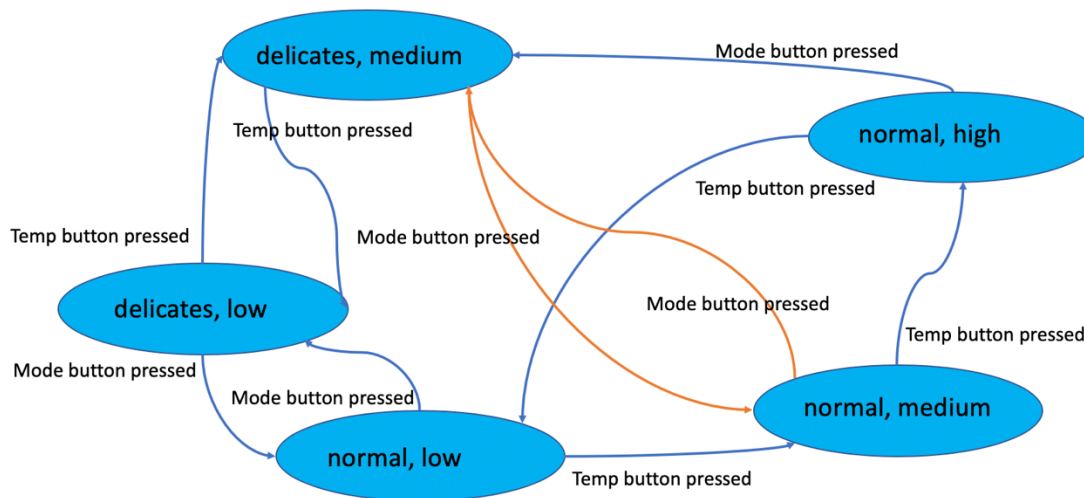 delicates, medium
Mode button pressed
Temp button pressed
normal, high
Temp button pressed
Temp button pressed
Mode button pressed
delicates, low
Mode button pressed
Temp button pressed
Mode button pressed
Mode button pressed
normal, medium
normal, low
Temp button pressed